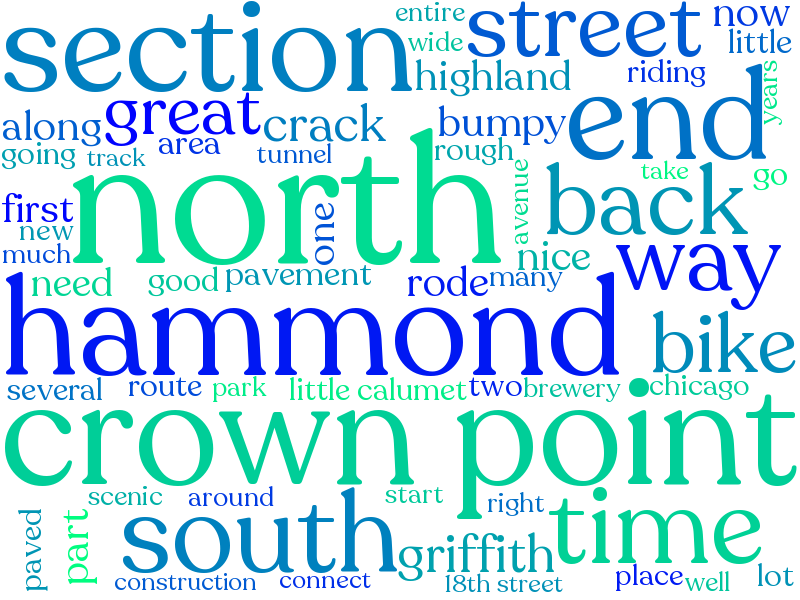 section
entire
wide
street
now
little
highland
riding
years
along
great
crack
bumpy
end
going
track
area
tunnel
rough
north
avenue
take
go
back
first
new
much
one
nice
way
need
good
pavement
rode
many
hammond
bike
several
route
park
little calumet
two
brewery
chicago
crown point
scenic
around
start
right
time
paved
part
south
griffith
construction
connect
18th street
place
well
lot